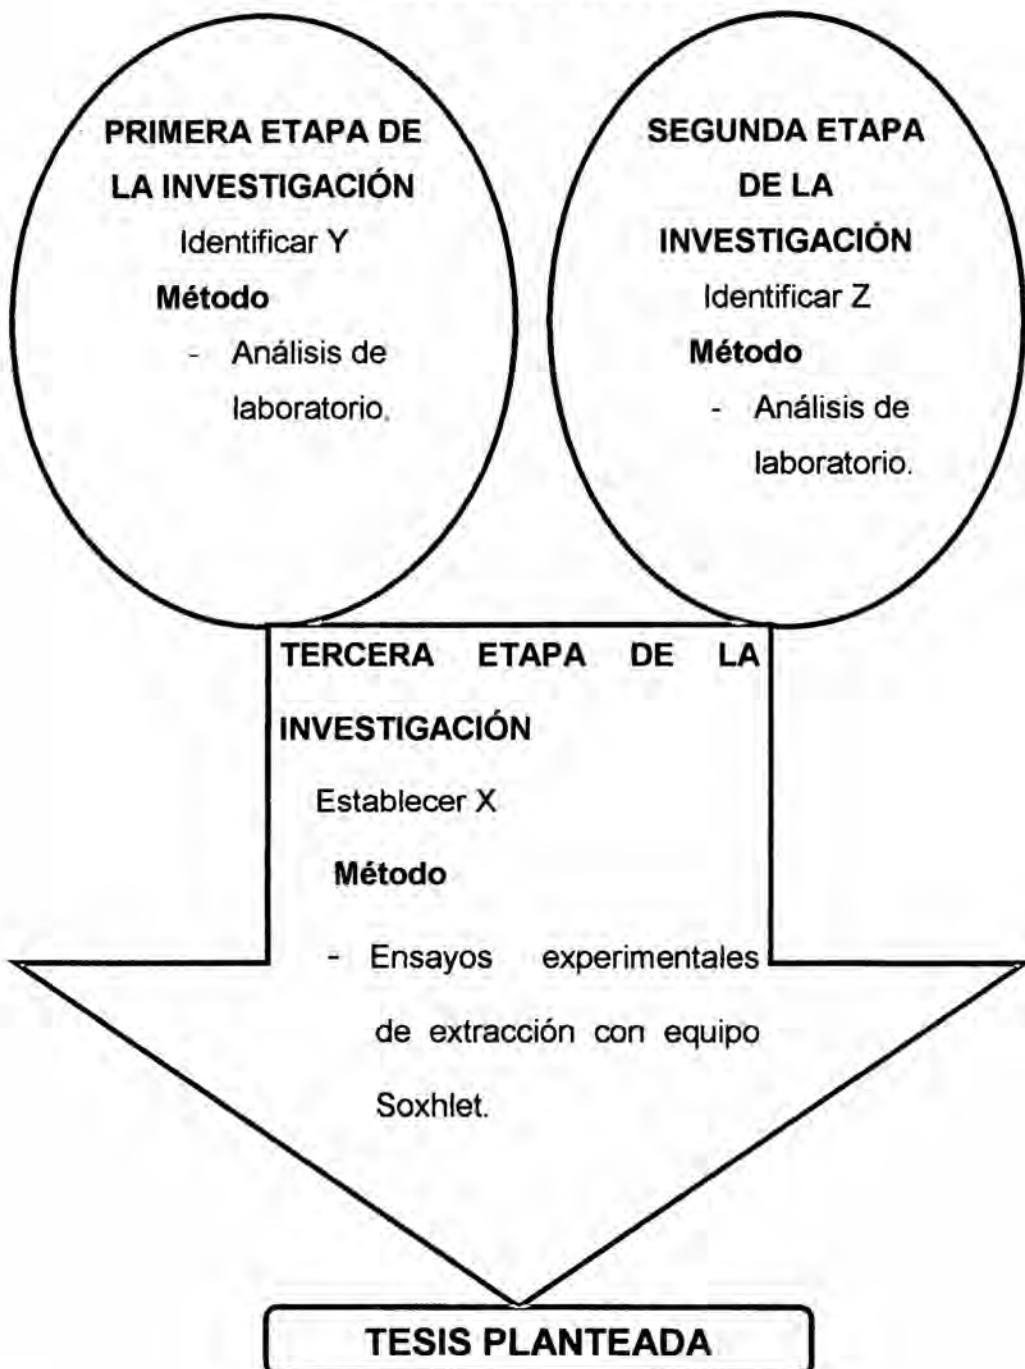 PRIMERA ETAPA DE
LA INVESTIGACIÓN
Identificar Y
Método
- Análisis de
laboratorio.
SEGUNDA ETAPA
DE LA
INVESTIGACIÓN
Identificar Z
Método
- Análisis de
laboratorio.
TERCERA ETAPA DE LA
INVESTIGACIÓN
Establecer X
Método
- Ensayos experimentales
de extracción con equipo
Soxhlet.
TESIS PLANTEADA